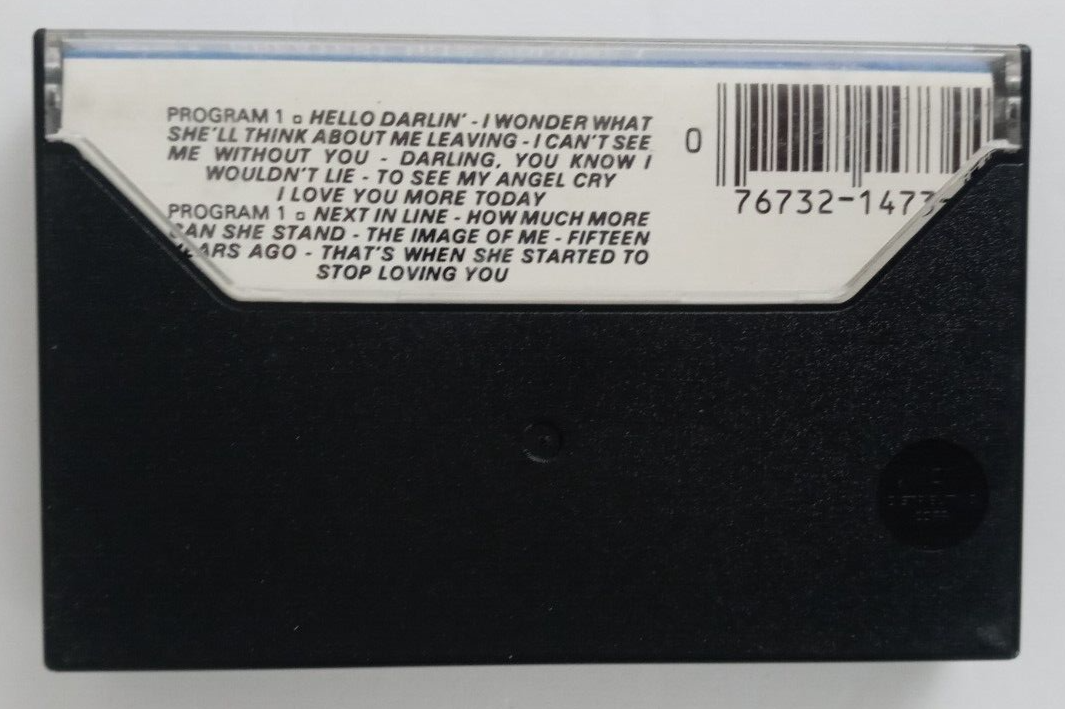 PROGRAM 1 ▫ HELLO DARLIN' - I WONDER WHAT
SHE'LL THINK ABOUT ME LEAVING - I CAN'T SEE
ME WITHOUT YOU - DARLING, YOU KNOW I
WOULDN'T LIE - TO SEE MY ANGEL CRY
I LOVE YOU MORE TODAY
PROGRAM 1 ▫ NEXT IN LINE - HOW MUCH MORE
CAN SHE STAND - THE IMAGE OF ME - FIFTEEN
YEARS AGO - THAT'S WHEN SHE STARTED TO
STOP LOVING YOU
0
76732-1473-